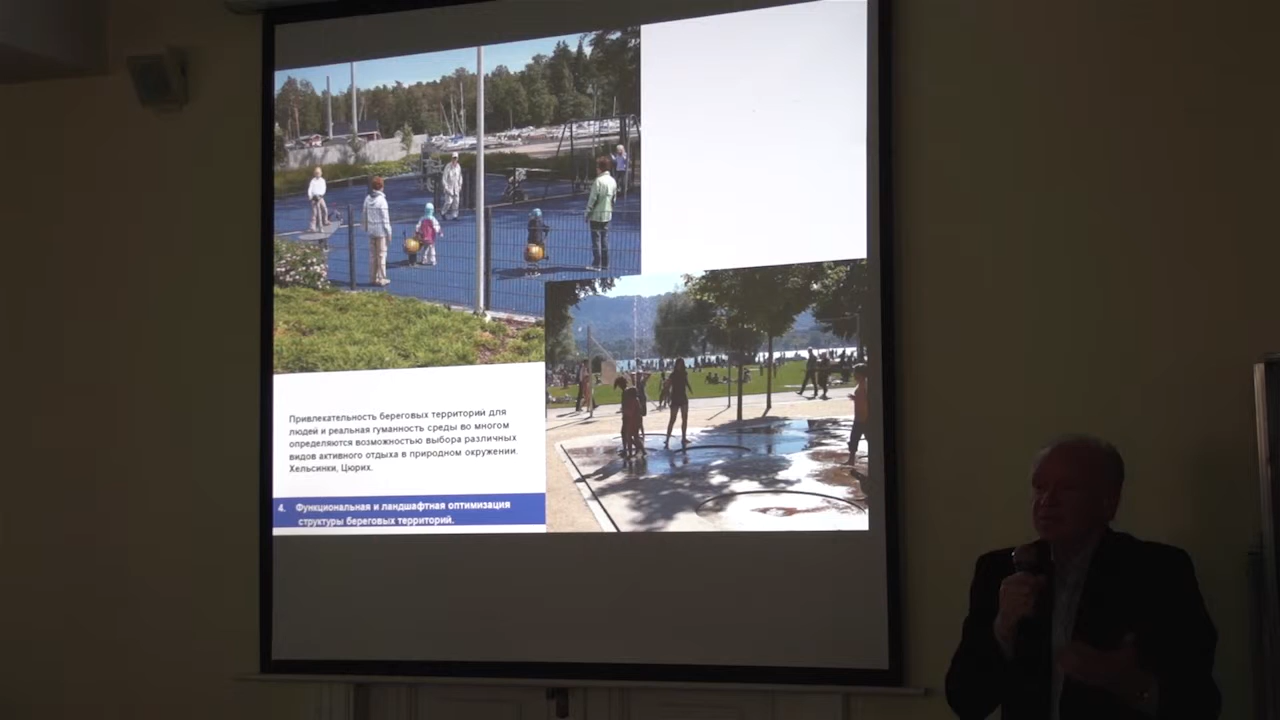 Привлекательность береговых территорий для
людей и реальная гуманность среды во многом
определяются возможностью выбора различных
видов активного отдыха в природном окружении.
Хельсинки, Цюрих.
4. Функциональная и ландшафтная оптимизация
структуры береговых территорий.